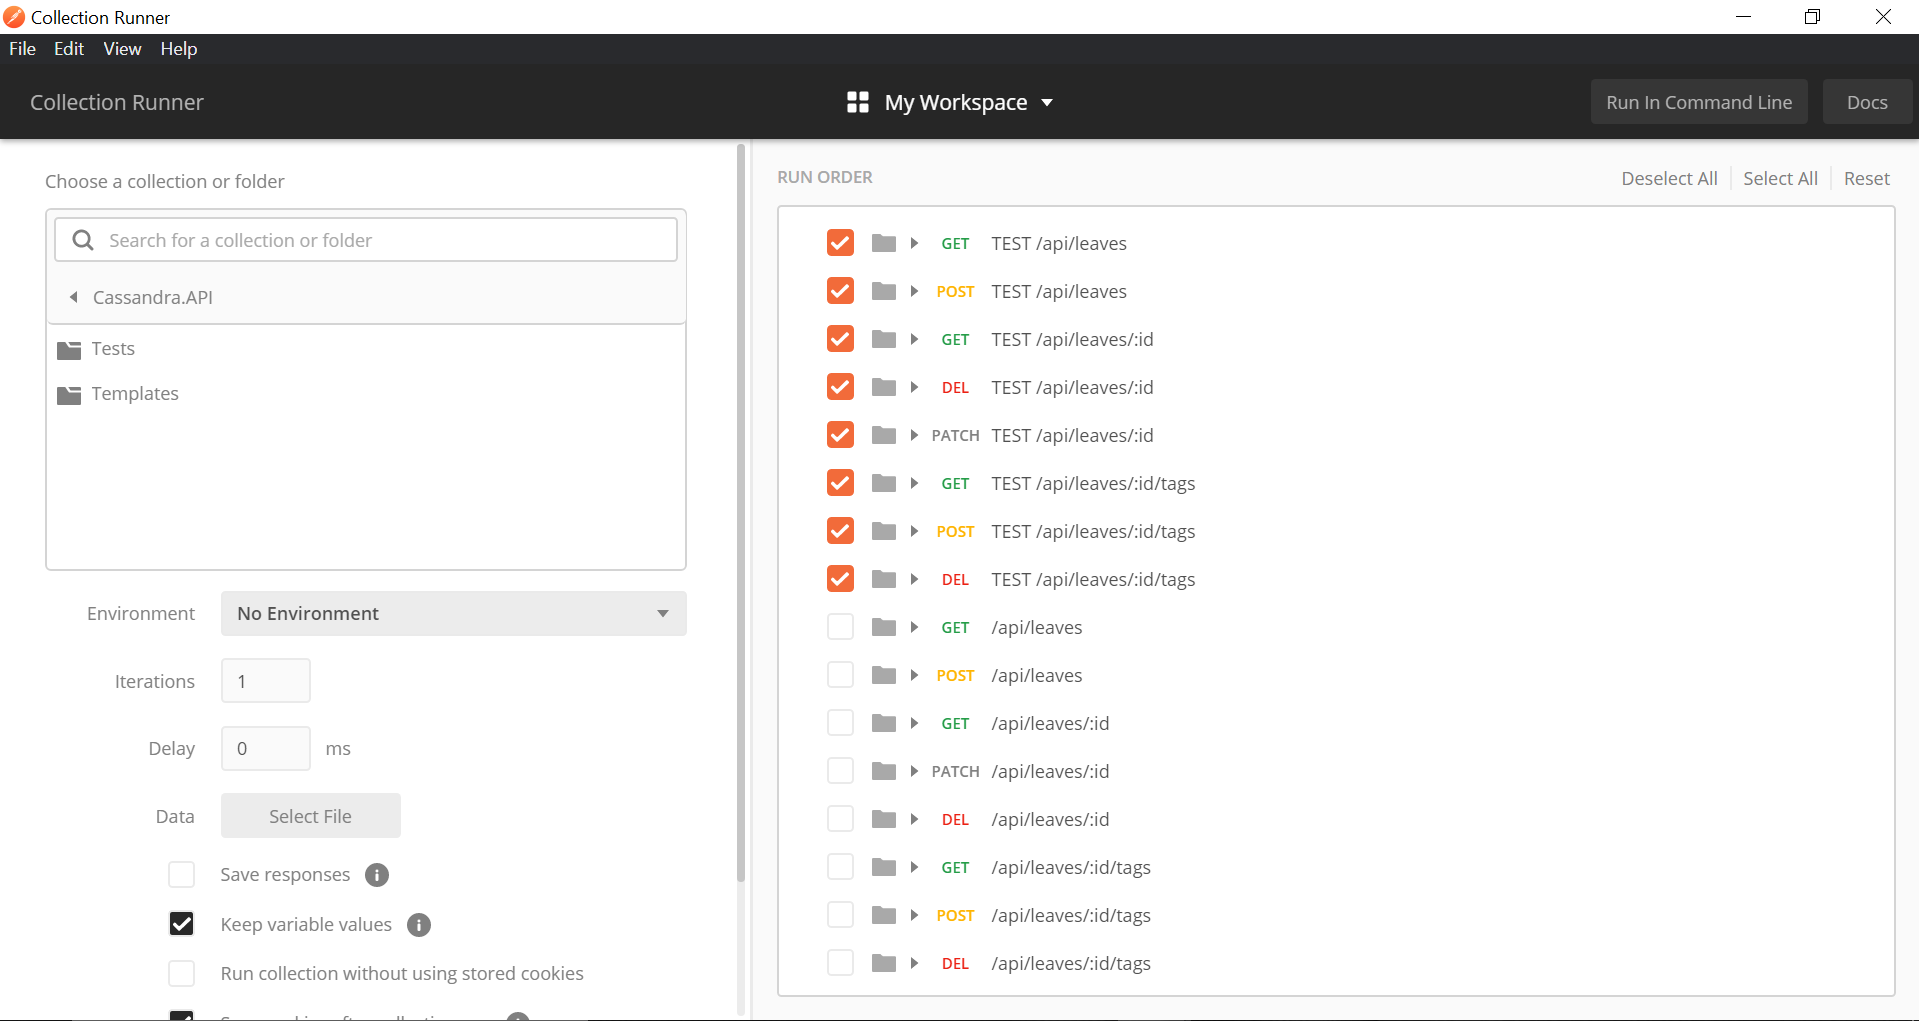 Collection Runner
File Edit View Help
Collection Runner
My Workspace
Run In Command Line
Docs
Choose a collection or folder
Search for a collection or folder
Cassandra.API
Tests
Templates
Environment No Environment
Iterations 1
Delay 0 ms
Data Select File
Save responses i
Keep variable values i
Run collection without using stored cookies
RUN ORDER
Deselect All Select All Reset
GET TEST /api/leaves
POST TEST /api/leaves
GET TEST /api/leaves/:id
DEL TEST /api/leaves/:id
PATCH TEST /api/leaves/:id
GET TEST /api/leaves/:id/tags
POST TEST /api/leaves/:id/tags
DEL TEST /api/leaves/:id/tags
GET /api/leaves
POST /api/leaves
GET /api/leaves/:id
PATCH /api/leaves/:id
DEL /api/leaves/:id
GET /api/leaves/:id/tags
POST /api/leaves/:id/tags
DEL /api/leaves/:id/tags